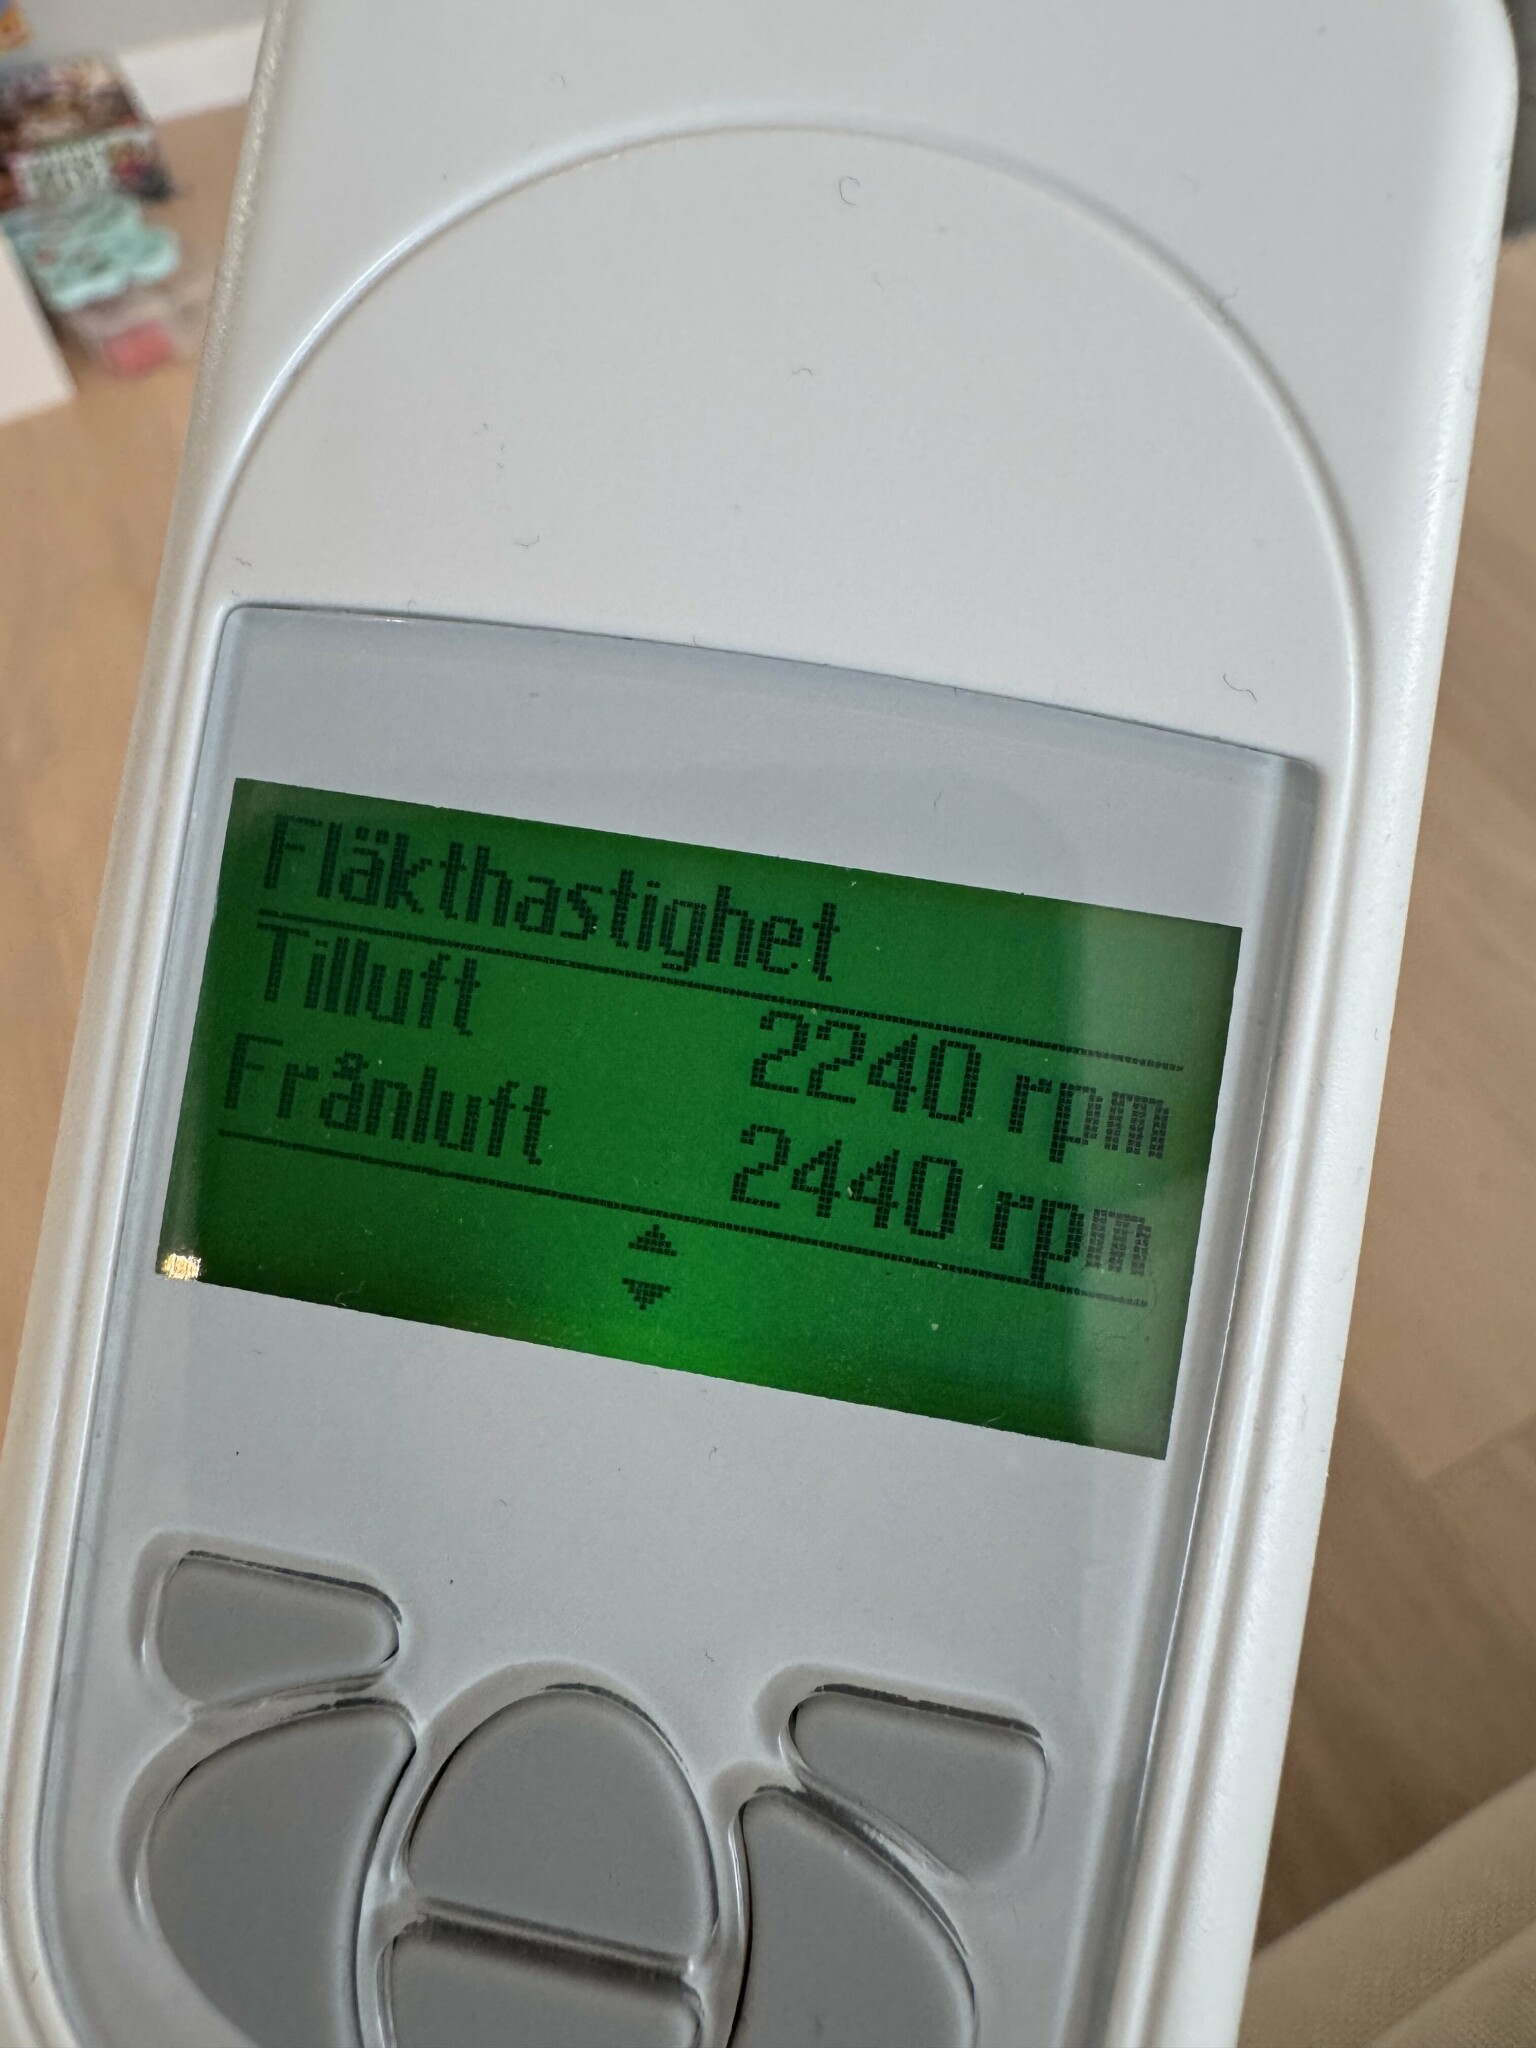 Fläkthastighet
Tilluft 2240 rpm
Frånluft 2440 rpm